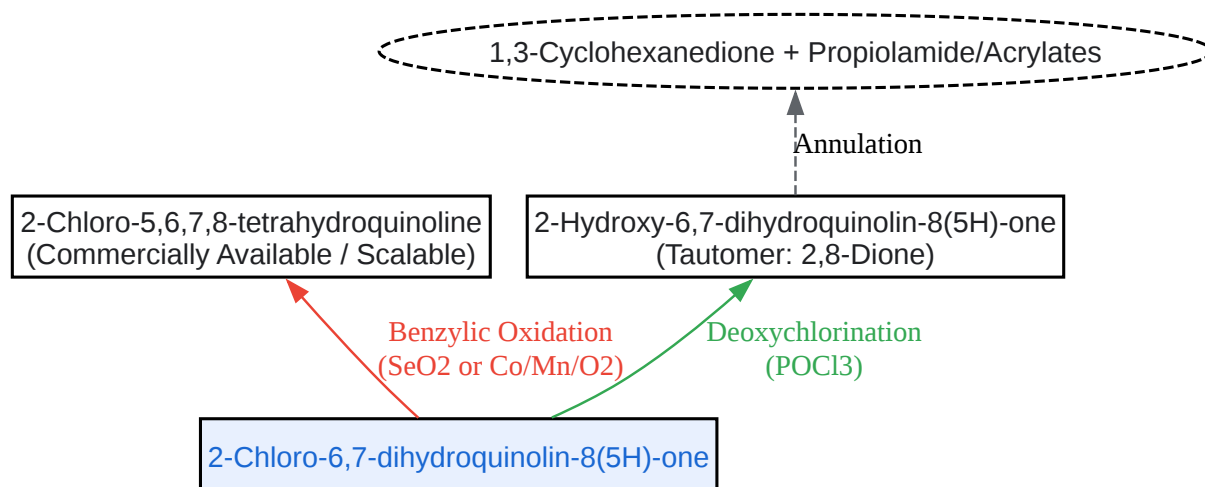 1,3-Cyclohexanedione + Propiolamide/Acrylates
Annulation
2-Chloro-5,6,7,8-tetrahydroquinoline
(Commercially Available / Scalable)
2-Hydroxy-6,7-dihydroquinolin-8(5H)-one
(Tautomer: 2,8-Dione)
Benzylic Oxidation
(SeO2 or Co/Mn/O2)
Deoxychlorination
(POCl3)
2-Chloro-6,7-dihydroquinolin-8(5H)-one